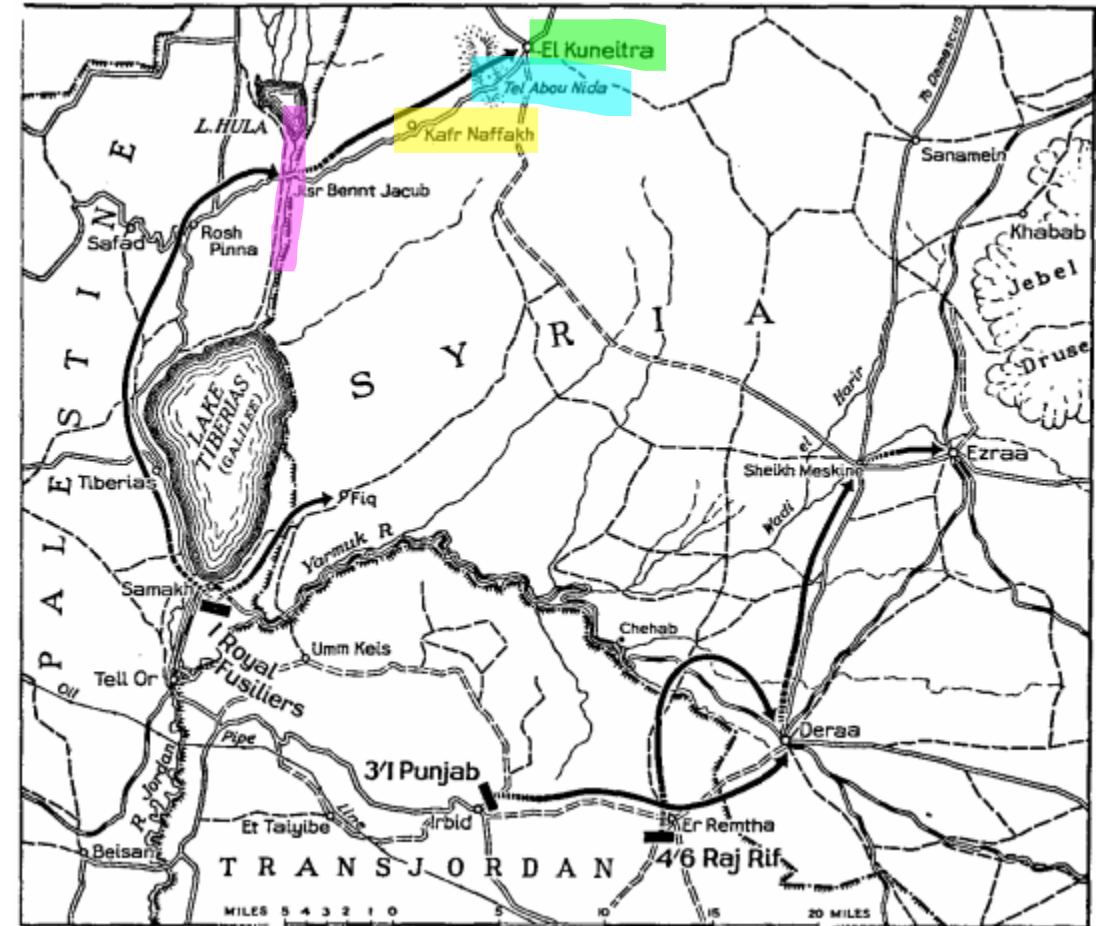 To Damascus
El Kuneitra
Tel Abou Nida
L. HULA
Kafr Naffakh
Sanamein
Jisr Bennt Jacub
Safad
Rosh
Pinna
Khabab
Jebel
Druse
PALESTINE
SYRIA
LAKE
TIBERIAS
(GALILEE)
Wadi el Harir
Tiberias
Sheikh Meskine
Ezraa
Fiq
Yarmuk R
Samakh
1 Royal
Fusiliers
Umm Keis
Chehab
Tell Or
Oil Pipe Line
Deraa
R Jordan
3'1 Punjab
Irbid
Et Taiyibe
Er Remtha
Beisan
4'6 Raj Rif
TRANSJORDAN
MILES 5 4 3 2 1 0 5 10 15 20 MILES